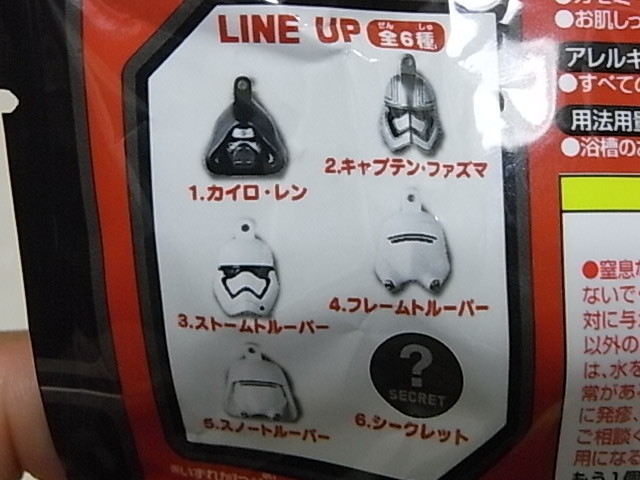 LINE UP 全6種
ぜん しゅ
1.カイロ・レン
2.キャプテン・ファズマ
3.ストームトルーパー
4.フレームトルーパー
5.スノートルーパー
?
SECRET
6.シークレット
●お肌し
アレルギ
●すべての
用法用量
●浴槽の
●窒息
ないで
対に与
以外の
は、水を
常があ
に発疹、
ご相談く
用になる